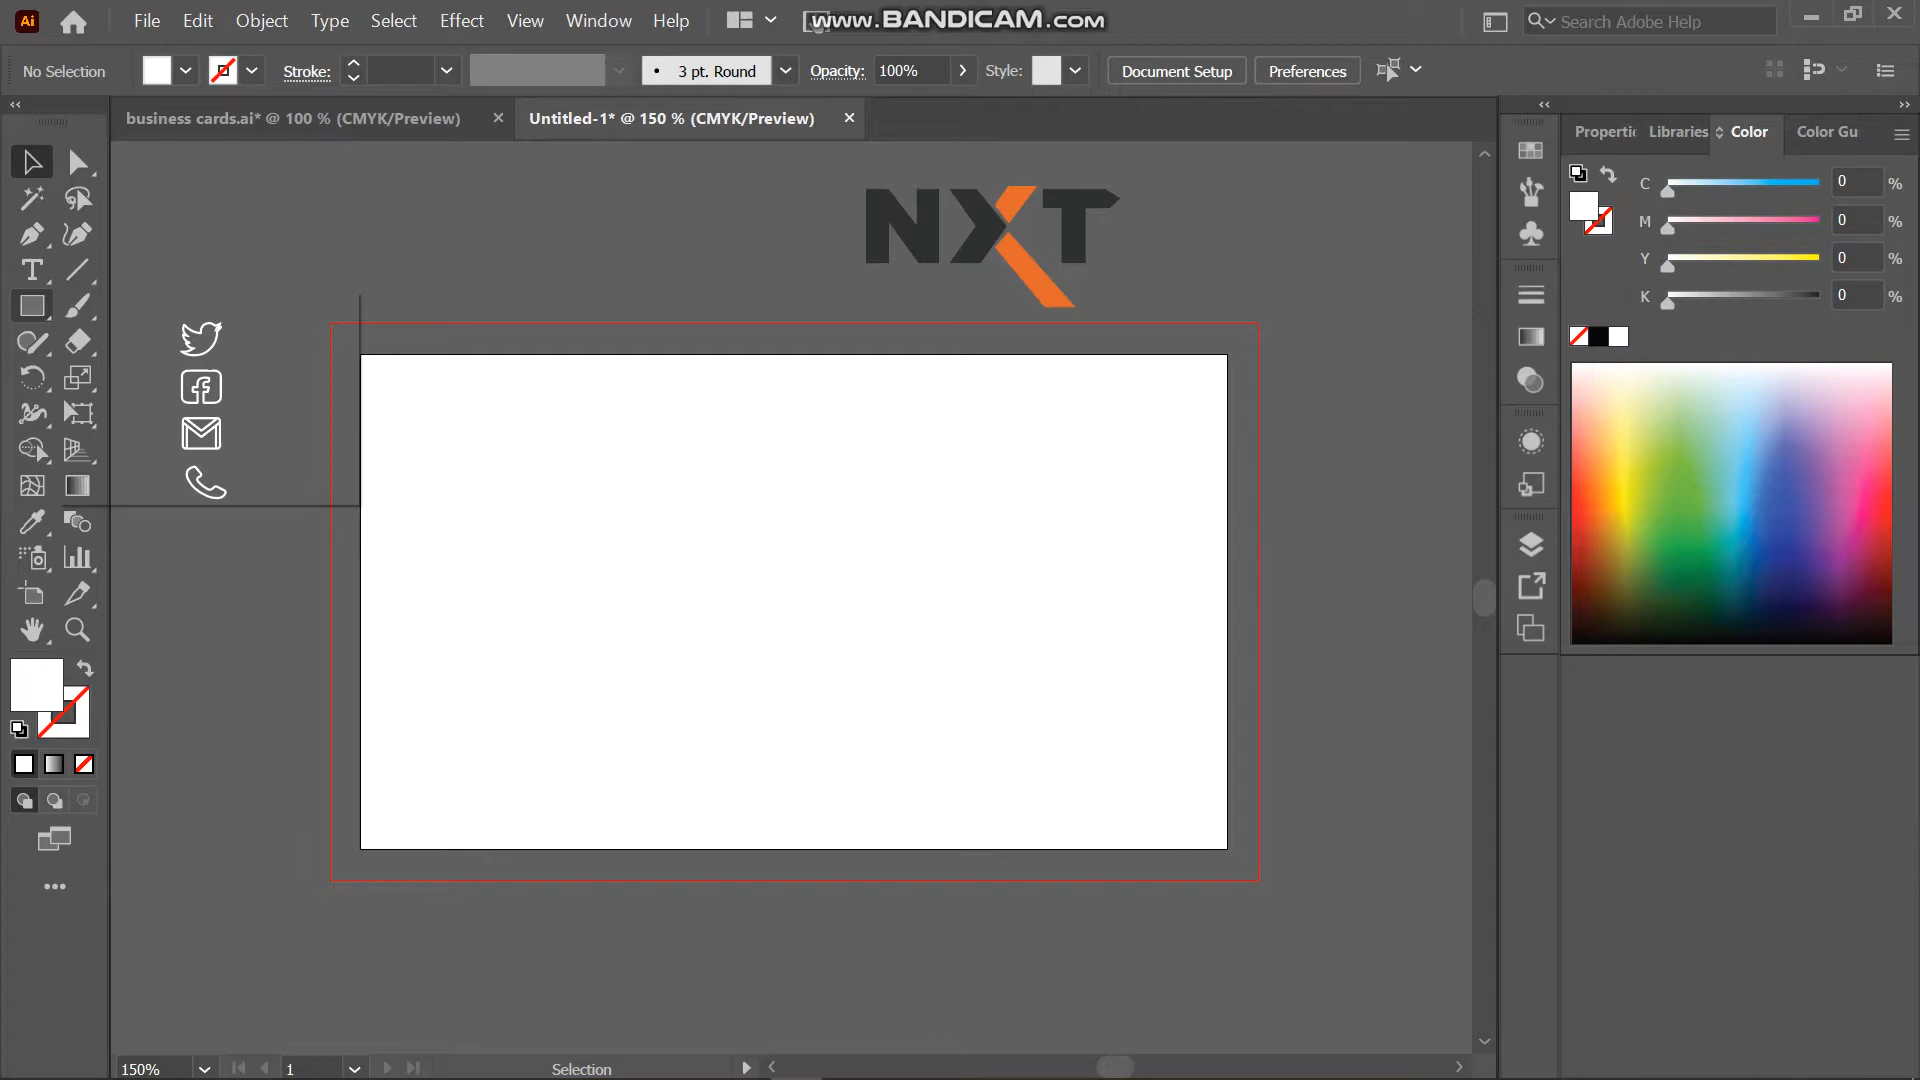 Ai File Edit Object Type Select Effect View Window Help www.BANDICAM.com Search Adobe Help
No Selection Stroke: 3 pt. Round Opacity: 100% Style: Document Setup Preferences
business cards.ai* @ 100 % (CMYK/Preview) Untitled-1* @ 150 % (CMYK/Preview)
Properti Libraries Color Color Gu
C 0 %
M 0 %
Y 0 %
K 0 %
NXT
150% 1 Selection